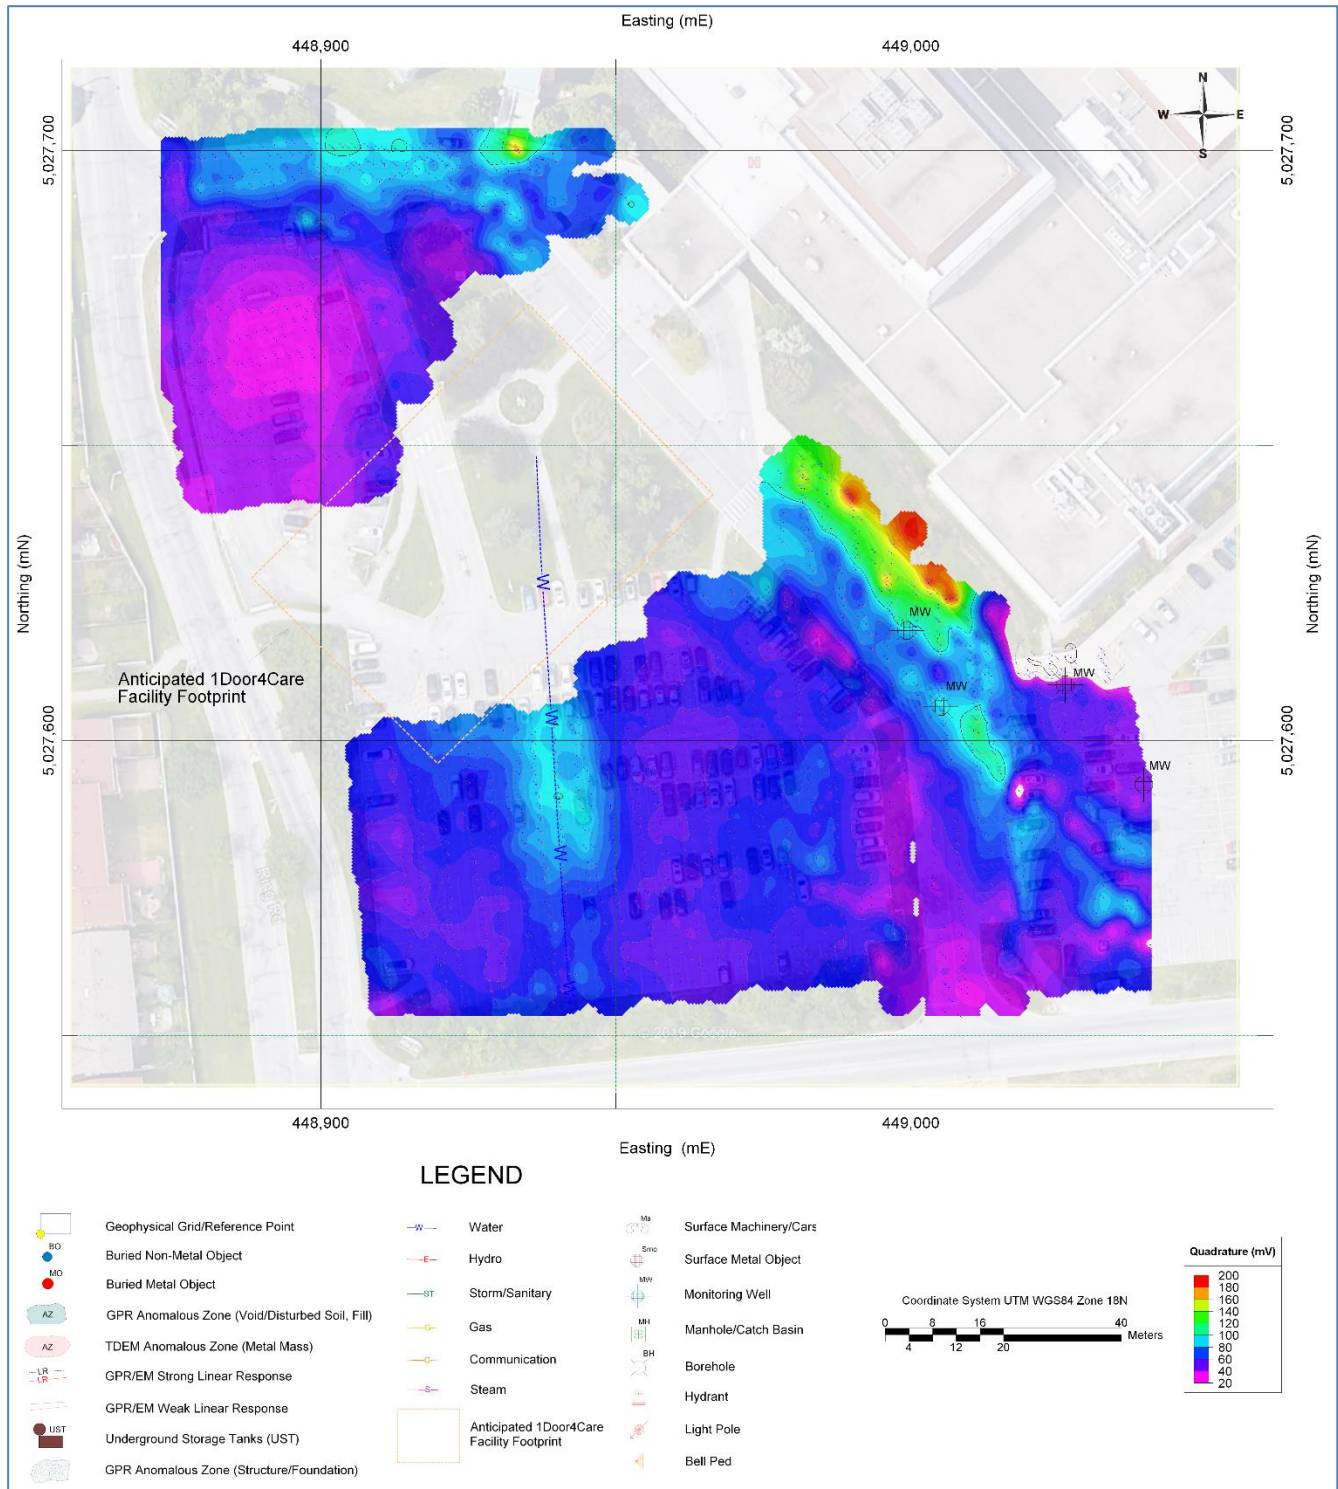 Easting (mE)
448,900
449,000
N
W
E
S
5,027,700
5,027,700
H
Northing (mN)
Northing (mN)
W
MW
MW
MW
MW
Anticipated 1Door4Care
Facility Footprint
W
5,027,600
5,027,600
W
Ring Rd
W
© 2019 Google
448,900
449,000
Easting (mE)
LEGEND
Geophysical Grid/Reference Point
BO
Buried Non-Metal Object
MO
Buried Metal Object
AZ
GPR Anomalous Zone (Void/Disturbed Soil, Fill)
AZ
TDEM Anomalous Zone (Metal Mass)
LR
LR
GPR/EM Strong Linear Response
GPR/EM Weak Linear Response
UST
Underground Storage Tanks (UST)
GPR Anomalous Zone (Structure/Foundation)
W
Water
E
Hydro
ST
Storm/Sanitary
G
Gas
C
Communication
S
Steam
Anticipated 1Door4Care
Facility Footprint
Ma
Surface Machinery/Cars
Smo
Surface Metal Object
MW
Monitoring Well
MH
Manhole/Catch Basin
BH
Borehole
Hydrant
Light Pole
Bell Ped
Coordinate System UTM WGS84 Zone 18N
0 8 16 40
Meters
4 12 20
Quadrature (mV)
200
180
160
140
120
100
80
60
40
20